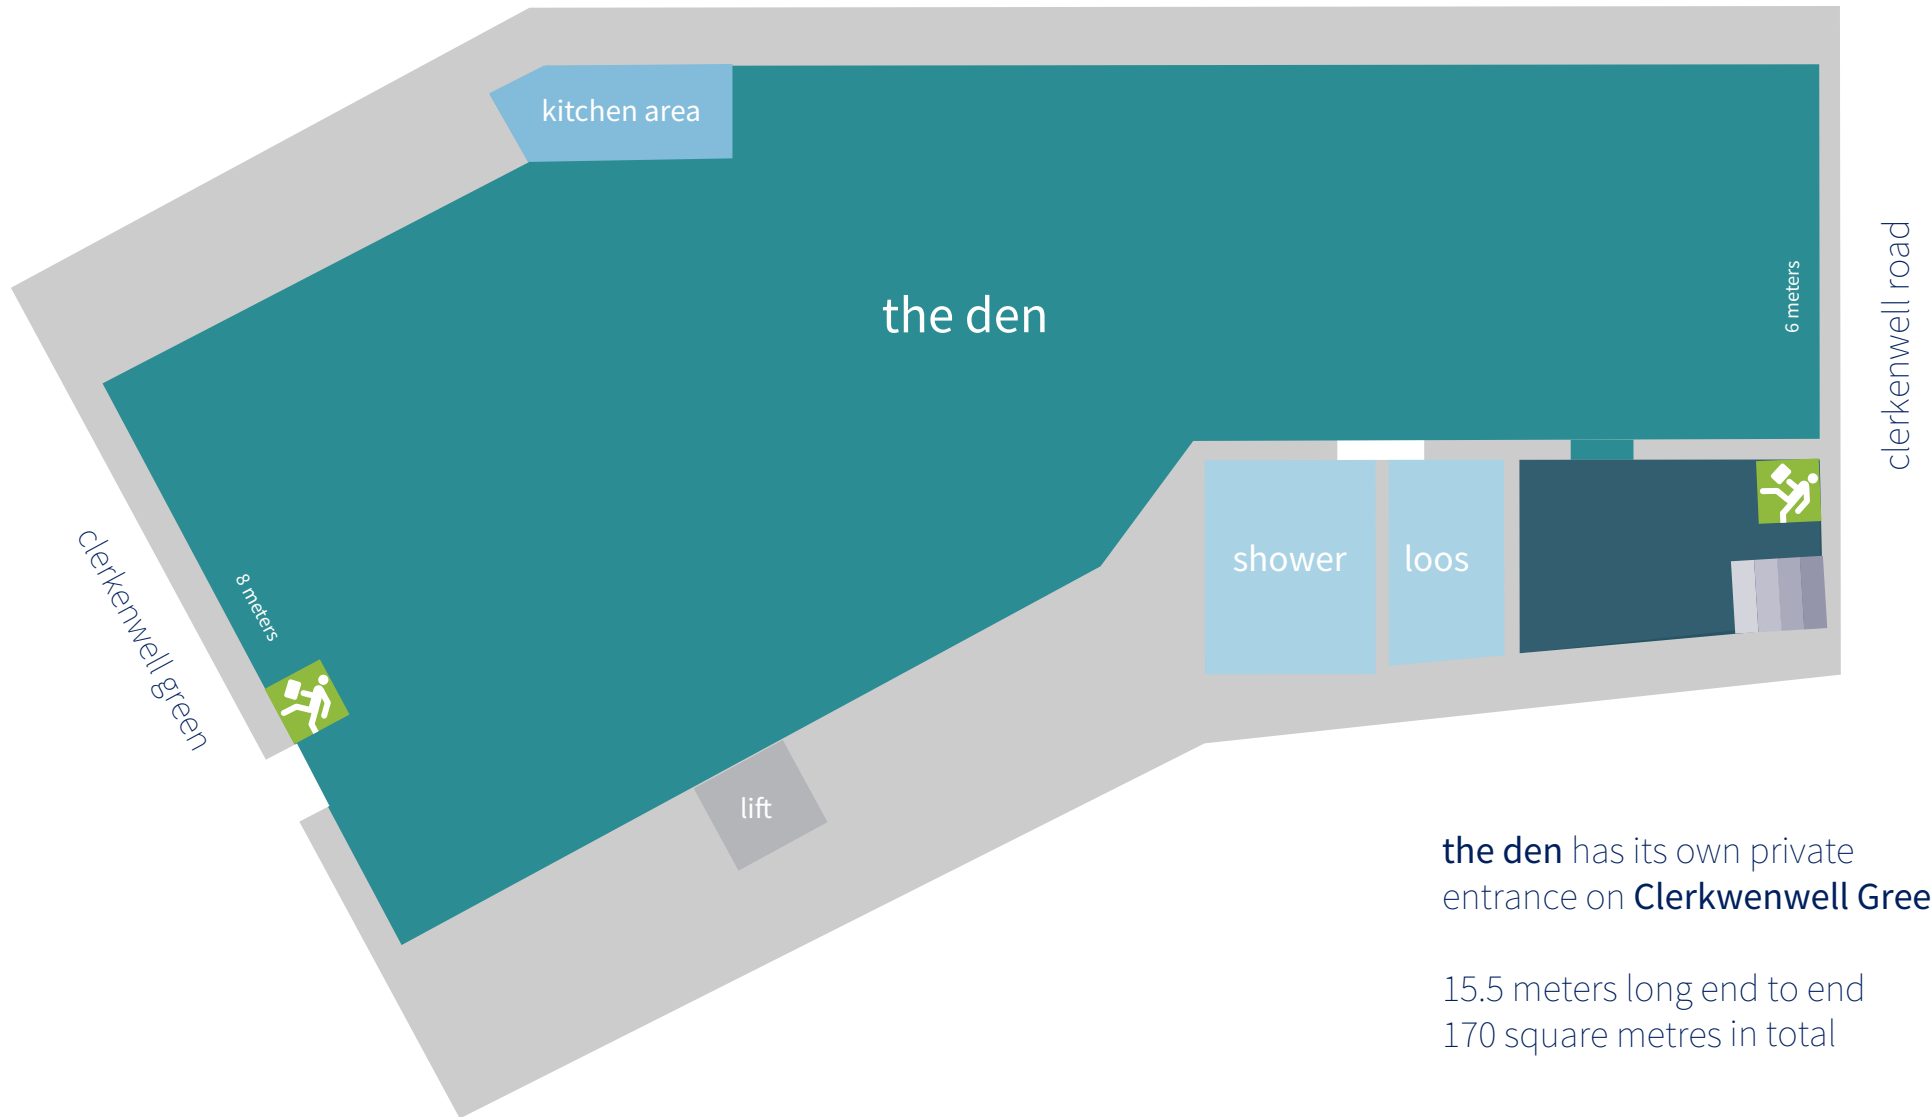 kitchen area
the den
6 meters
clerkenwell road
shower
loos
8 meters
clerkenwell green
lift
the den has its own private
entrance on Clerkwenwell Gree
15.5 meters long end to end
170 square metres in total